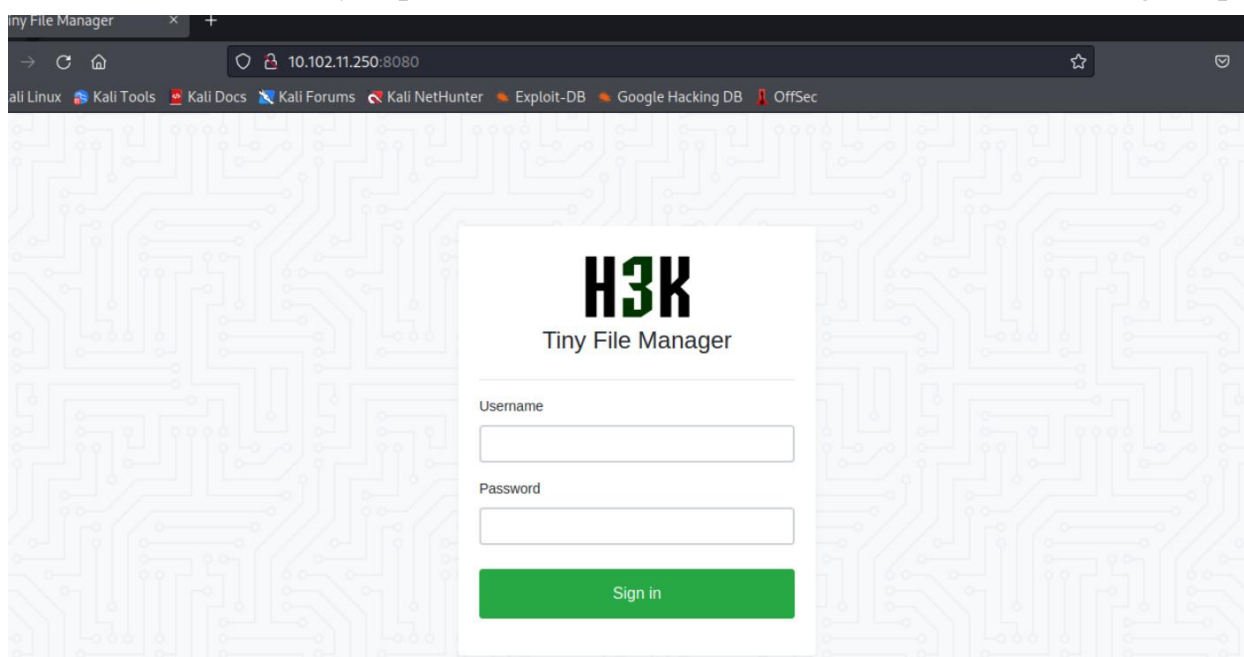 iny File Manager × +
10.102.11.250:8080
ali Linux Kali Tools Kali Docs Kali Forums Kali NetHunter Exploit-DB Google Hacking DB OffSec
H3K
Tiny File Manager
Username
Password
Sign in